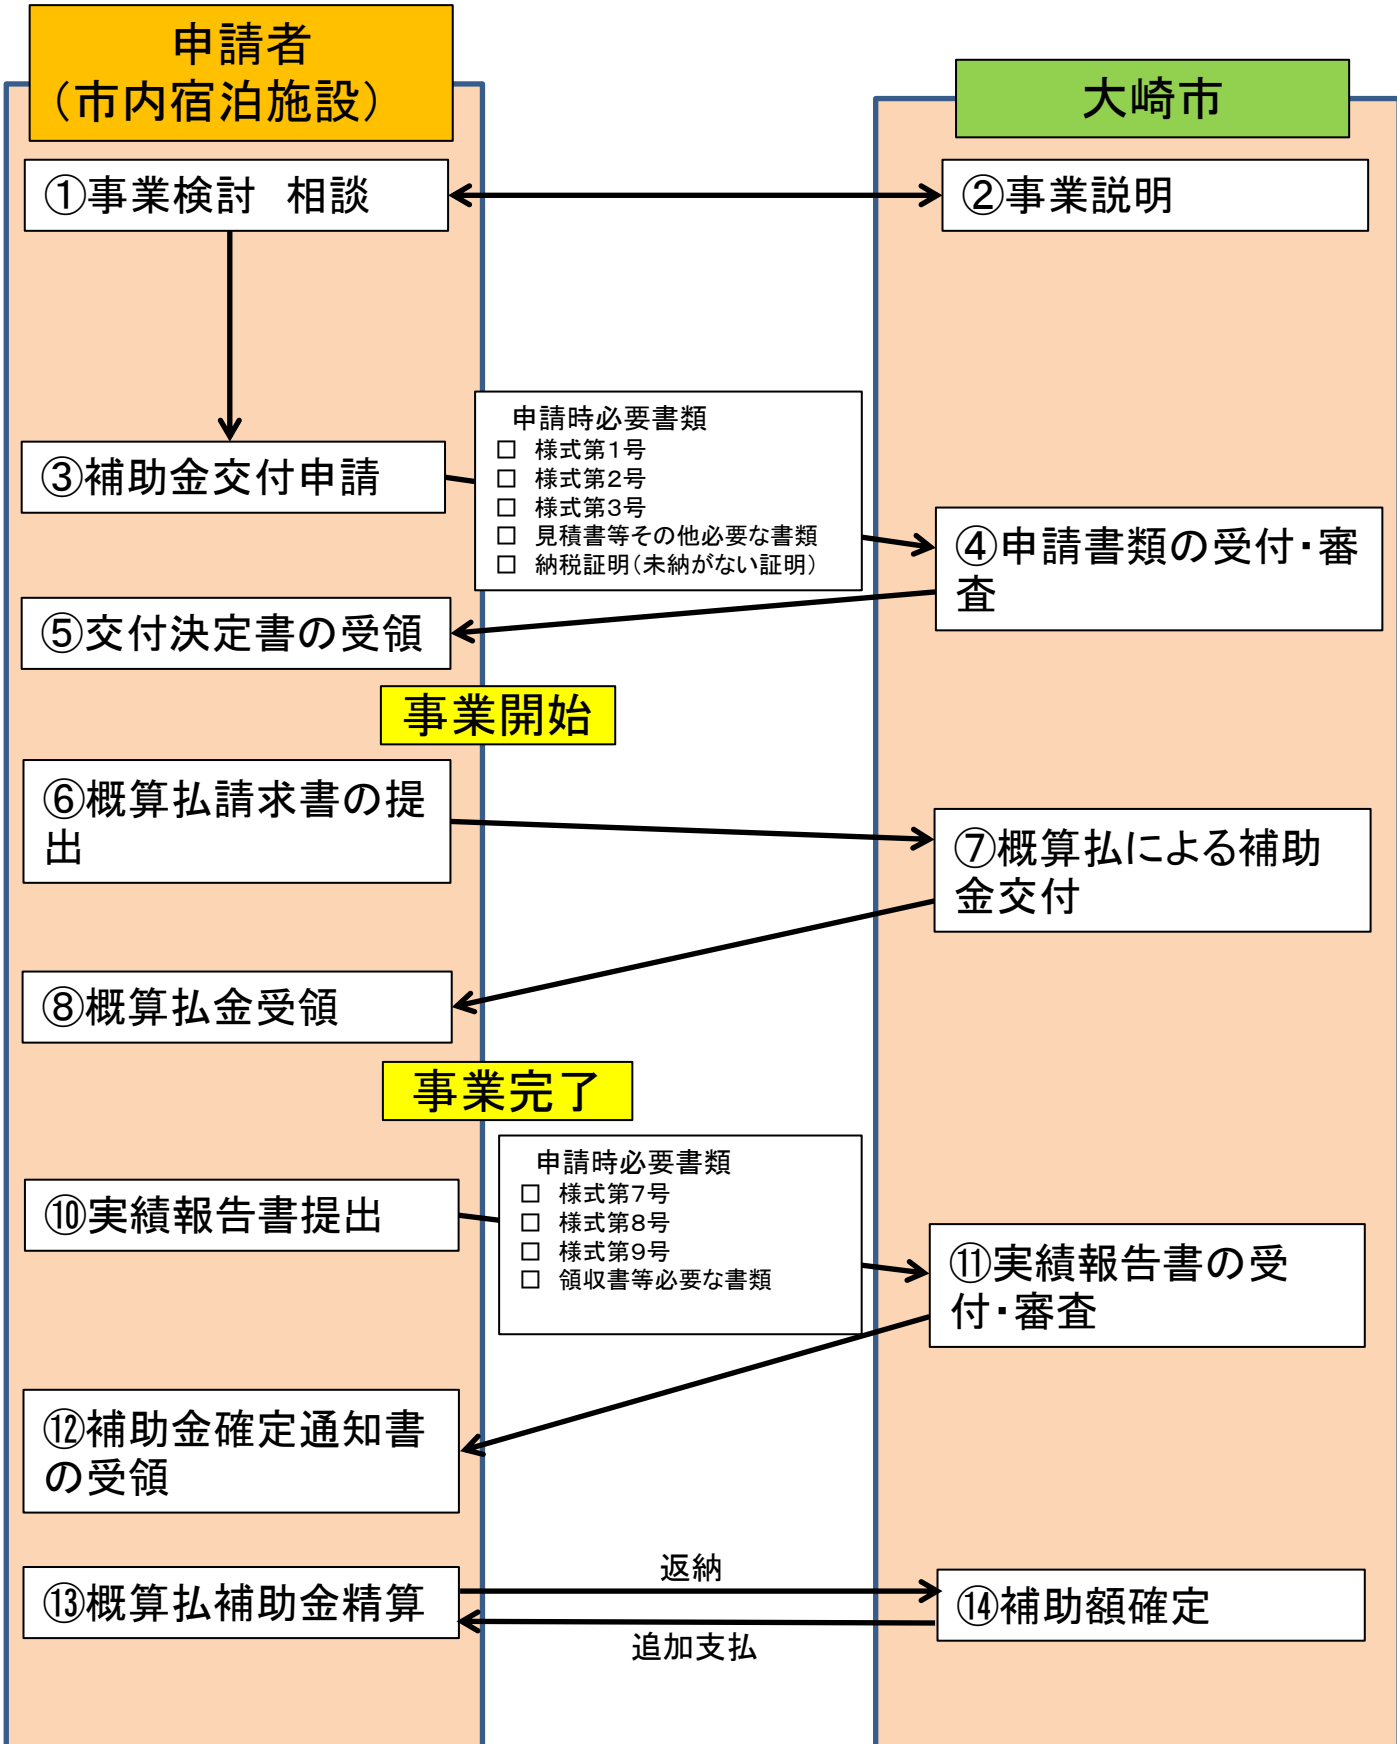 申請者
（市内宿泊施設）
大崎市
①事業検討　相談
②事業説明
申請時必要書類
□ 様式第1号
□ 様式第2号
□ 様式第3号
□ 見積書等その他必要な書類
□ 納税証明（未納がない証明）
③補助金交付申請
④申請書類の受付・審
査
⑤交付決定書の受領
事業開始
⑥概算払請求書の提
出
⑦概算払による補助
金交付
⑧概算払金受領
事業完了
申請時必要書類
□ 様式第7号
□ 様式第8号
□ 様式第9号
□ 領収書等必要な書類
⑩実績報告書提出
⑪実績報告書の受
付・審査
⑫補助金確定通知書
の受領
返納
⑬概算払補助金精算
⑭補助額確定
追加支払